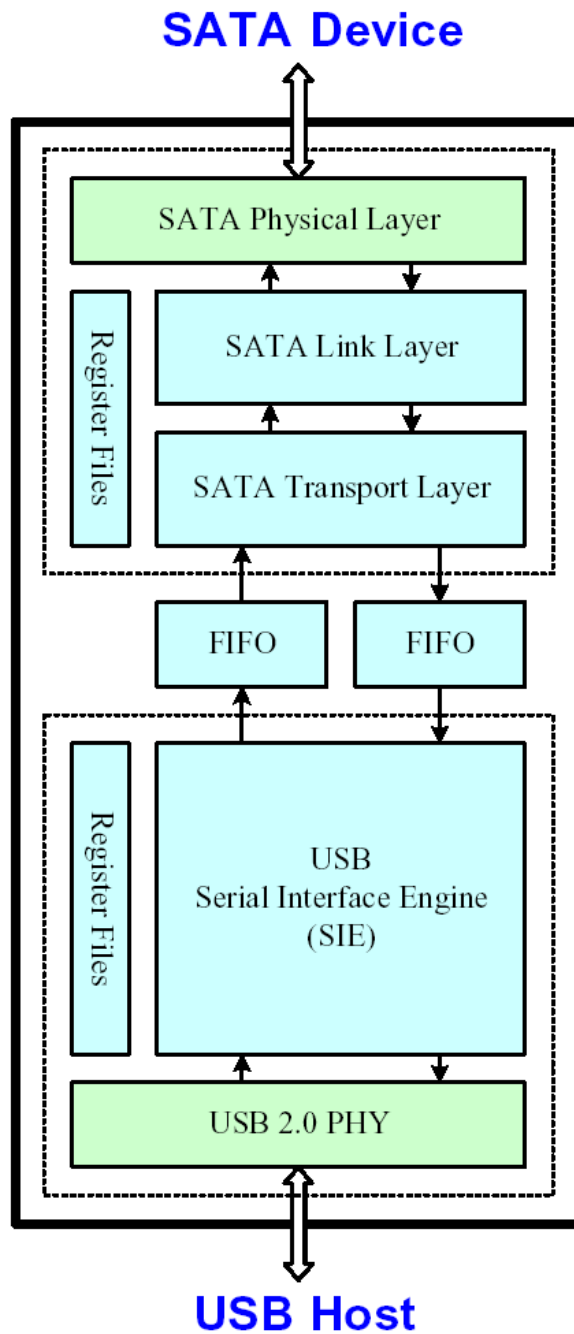 SATA Device
SATA Physical Layer
Register Files
SATA Link Layer
SATA Transport Layer
FIFO
FIFO
Register Files
USB
Serial Interface Engine
(SIE)
USB 2.0 PHY
USB Host